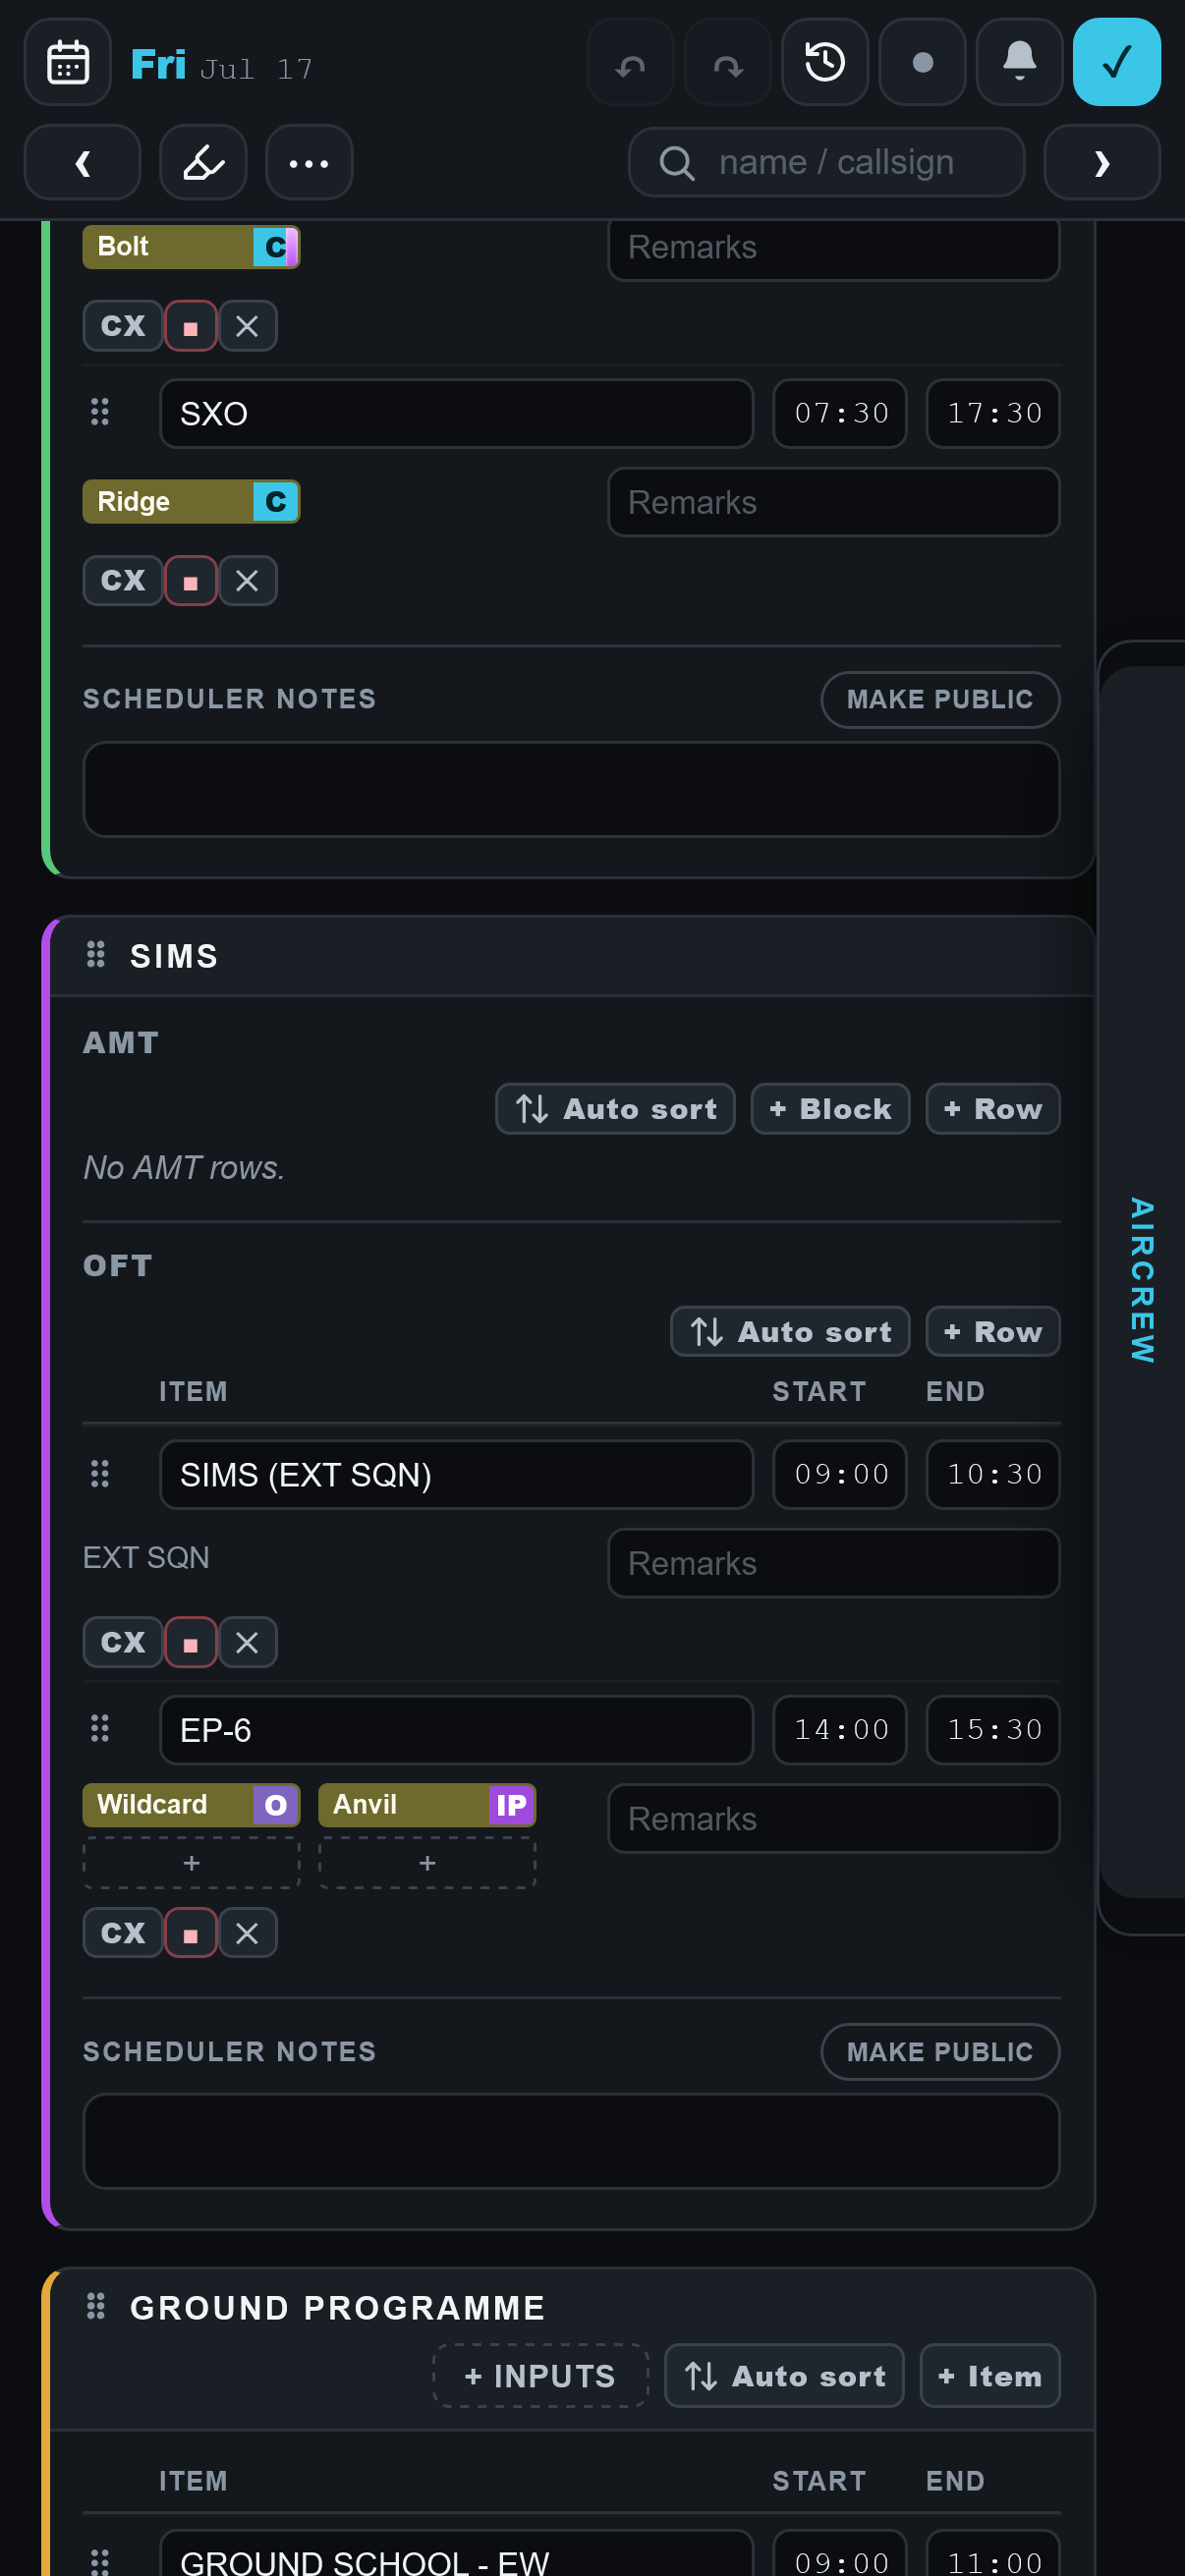 Fri Jul 17
name / callsign
Bolt C
Remarks
CX
SXO 07:30 17:30
Ridge C
Remarks
CX
SCHEDULER NOTES MAKE PUBLIC
SIMS
AMT
Auto sort + Block + Row
No AMT rows.
OFT
Auto sort + Row
ITEM START END
SIMS (EXT SQN) 09:00 10:30
EXT SQN
Remarks
CX
EP-6 14:00 15:30
Wildcard O Anvil IP
Remarks
+ +
CX
SCHEDULER NOTES MAKE PUBLIC
AIRCREW
GROUND PROGRAMME
+ INPUTS Auto sort + Item
ITEM START END
GROUND SCHOOL - EW 09:00 11:00